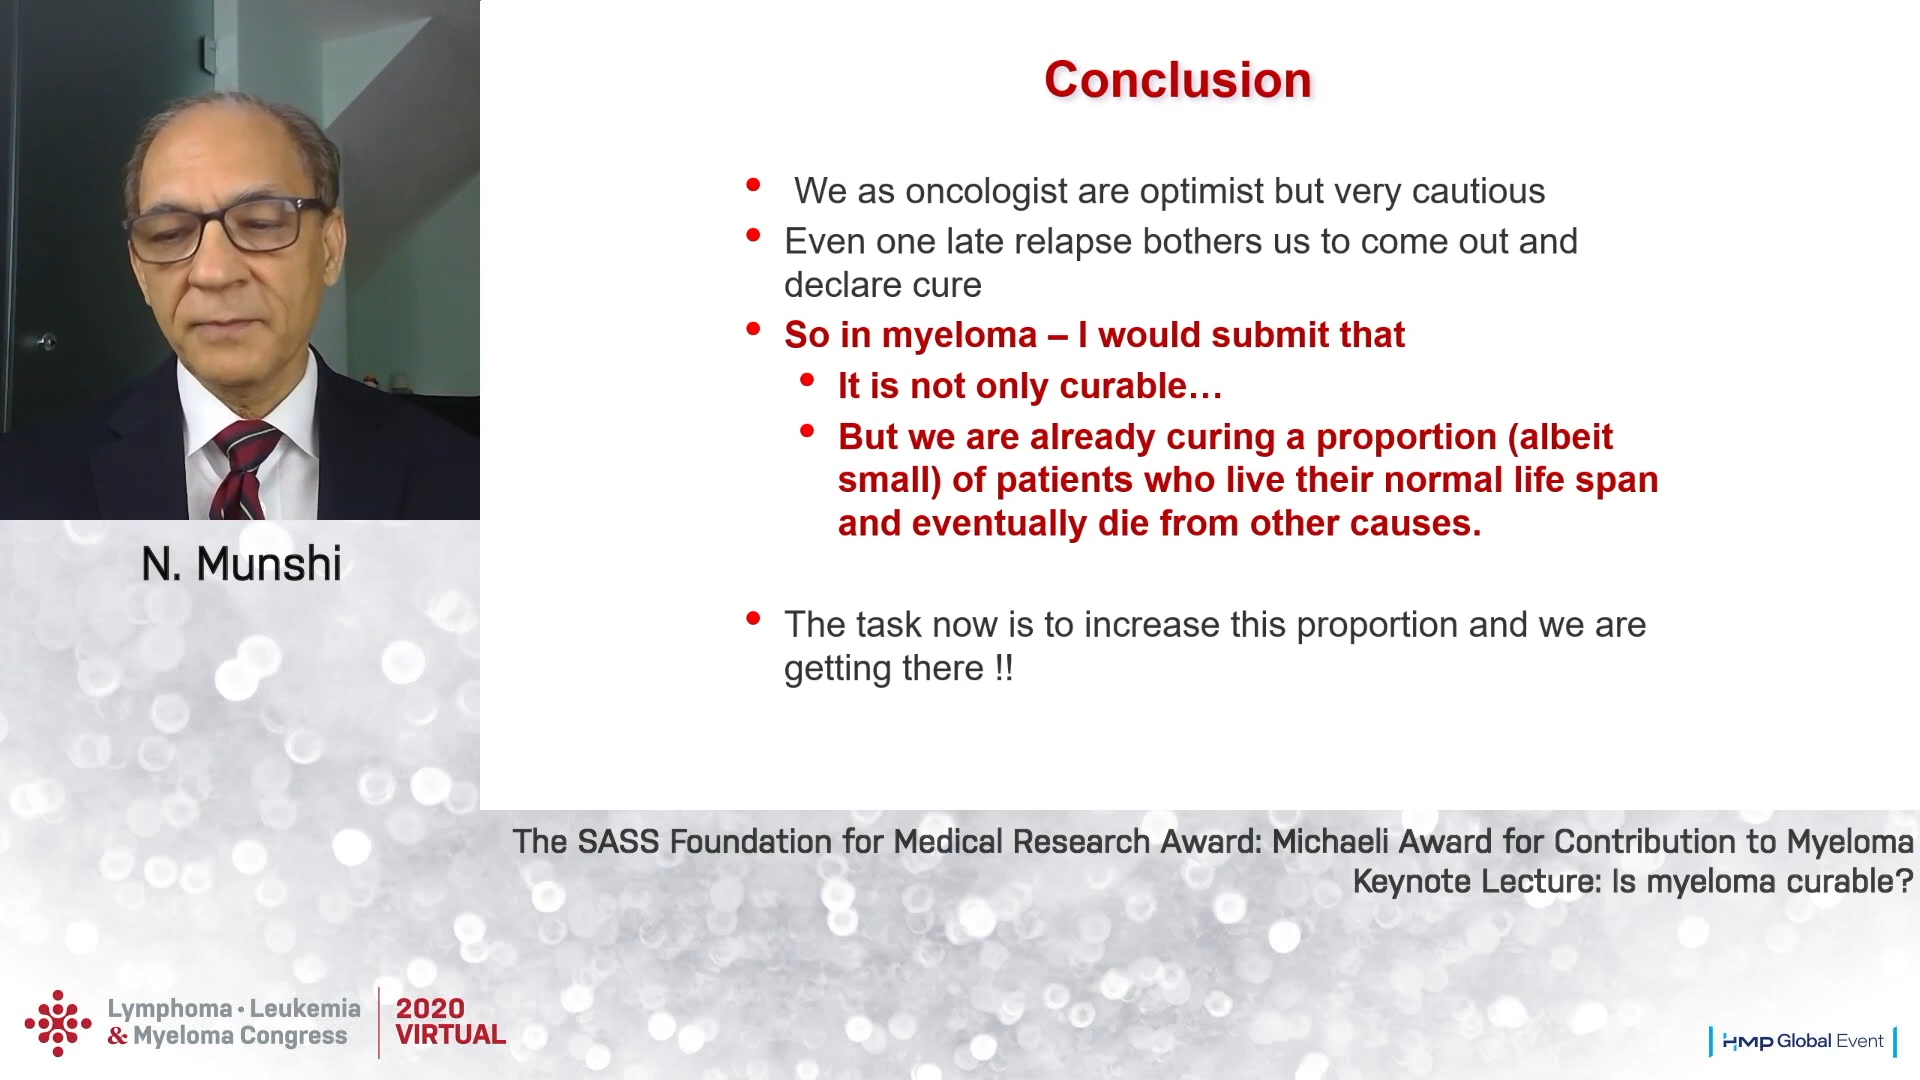 Conclusion
• We as oncologist are optimist but very cautious
• Even one late relapse bothers us to come out and
declare cure
• So in myeloma – I would submit that
• It is not only curable…
• But we are already curing a proportion (albeit
small) of patients who live their normal life span
and eventually die from other causes.
• The task now is to increase this proportion and we are
getting there !!
N. Munshi
The SASS Foundation for Medical Research Award: Michaeli Award for Contribution to Myeloma
Keynote Lecture: Is myeloma curable?
Lymphoma • Leukemia
& Myeloma Congress
2020
VIRTUAL
HMP Global Event